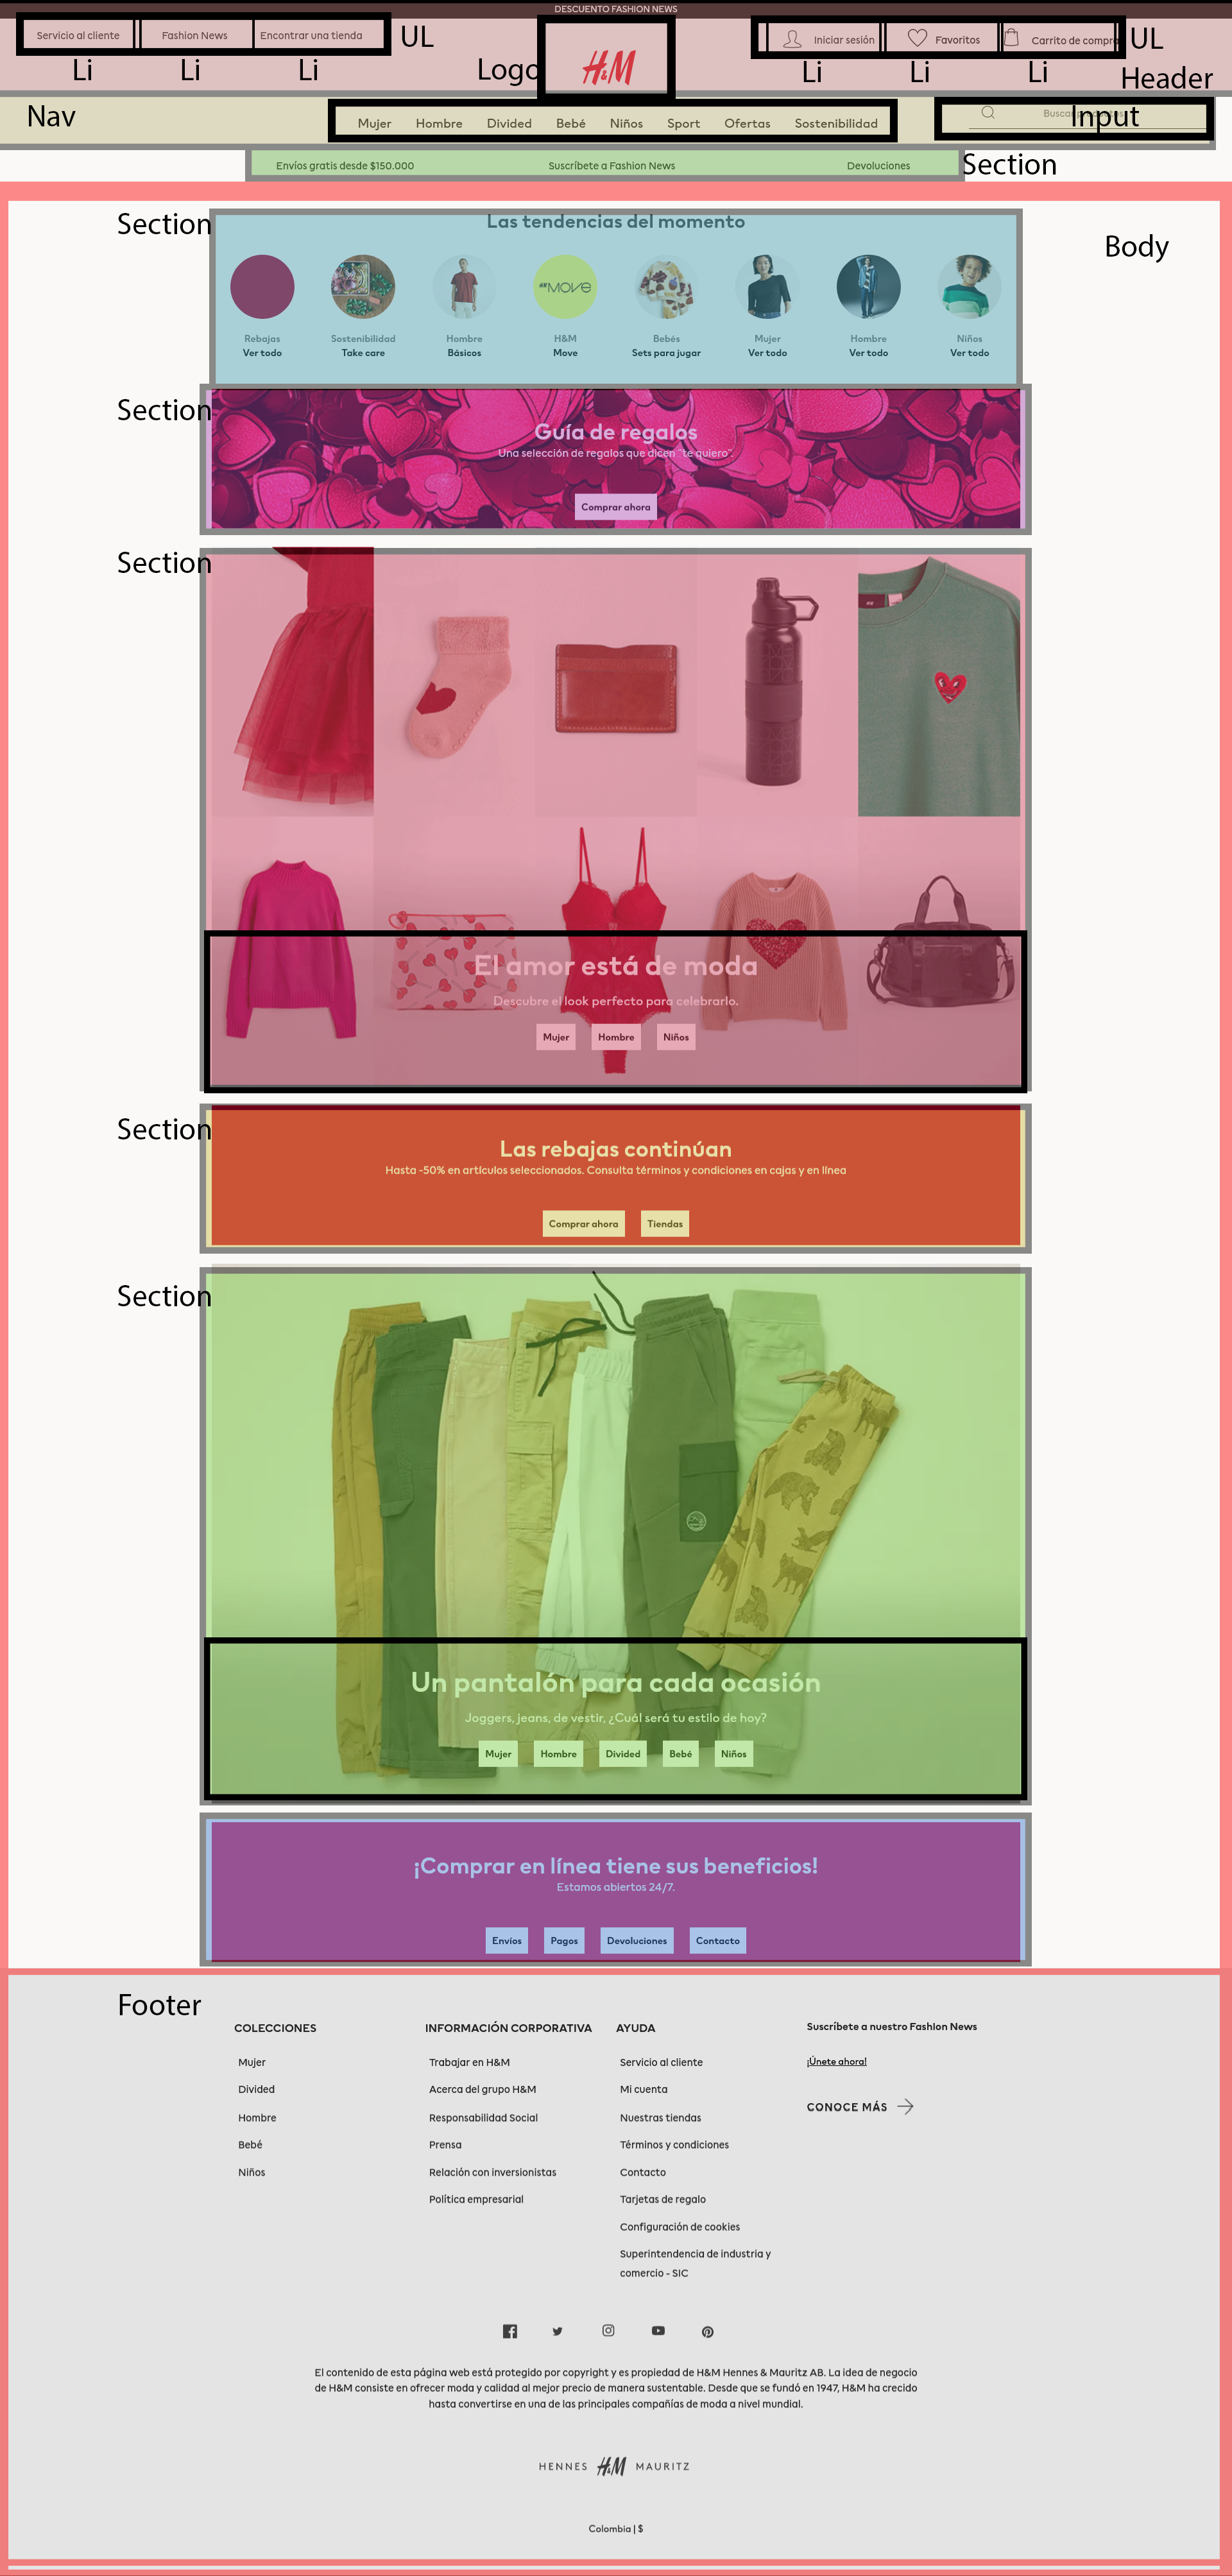 DESCUENTO FASHION NEWS
Servicio al cliente Fashion News Encontrar una tienda UL
Li Li Li
Logo H&M
Iniciar sesión Favoritos Carrito de compra UL
Li Li Li
Header
Nav
Mujer Hombre Divided Bebé Niños Sport Ofertas Sostenibilidad
Input
Envíos gratis desde $150.000 Suscríbete a Fashion News Devoluciones
Section
Section
Body
Las tendencias del momento
H&M MOVE
Rebajas Sostenibilidad Hombre H&M Bebés Mujer Hombre Niños
Ver todo Take care Básicos Move Sets para jugar Ver todo Ver todo Ver todo
Section
Guía de regalos
Una selección de regalos que dicen "te quiero".
Comprar ahora
Section
El amor está de moda
Descubre el look perfecto para celebrarlo.
Mujer Hombre Niños
Section
Las rebajas continúan
Hasta -50% en artículos seleccionados. Consulta términos y condiciones en cajas y en línea
Comprar ahora Tiendas
Section
Un pantalón para cada ocasión
Joggers, jeans, de vestir, ¿Cuál será tu estilo de hoy?
Mujer Hombre Divided Bebé Niños
¡Comprar en línea tiene sus beneficios!
Estamos abiertos 24/7.
Envíos Pagos Devoluciones Contacto
Footer
COLECCIONES
Mujer
Divided
Hombre
Bebé
Niños
INFORMACIÓN CORPORATIVA
Trabajar en H&M
Acerca del grupo H&M
Responsabilidad Social
Prensa
Relación con inversionistas
Política empresarial
AYUDA
Servicio al cliente
Mi cuenta
Nuestras tiendas
Términos y condiciones
Contacto
Tarjetas de regalo
Configuración de cookies
Superintendencia de industria y
comercio - SIC
Suscríbete a nuestro Fashion News
¡Únete ahora!
CONOCE MÁS
El contenido de esta página web está protegido por copyright y es propiedad de H&M Hennes & Mauritz AB. La idea de negocio
de H&M consiste en ofrecer moda y calidad al mejor precio de manera sustentable. Desde que se fundó en 1947, H&M ha crecido
hasta convertirse en una de las principales compañías de moda a nivel mundial.
HENNES H&M MAURITZ
Colombia | $